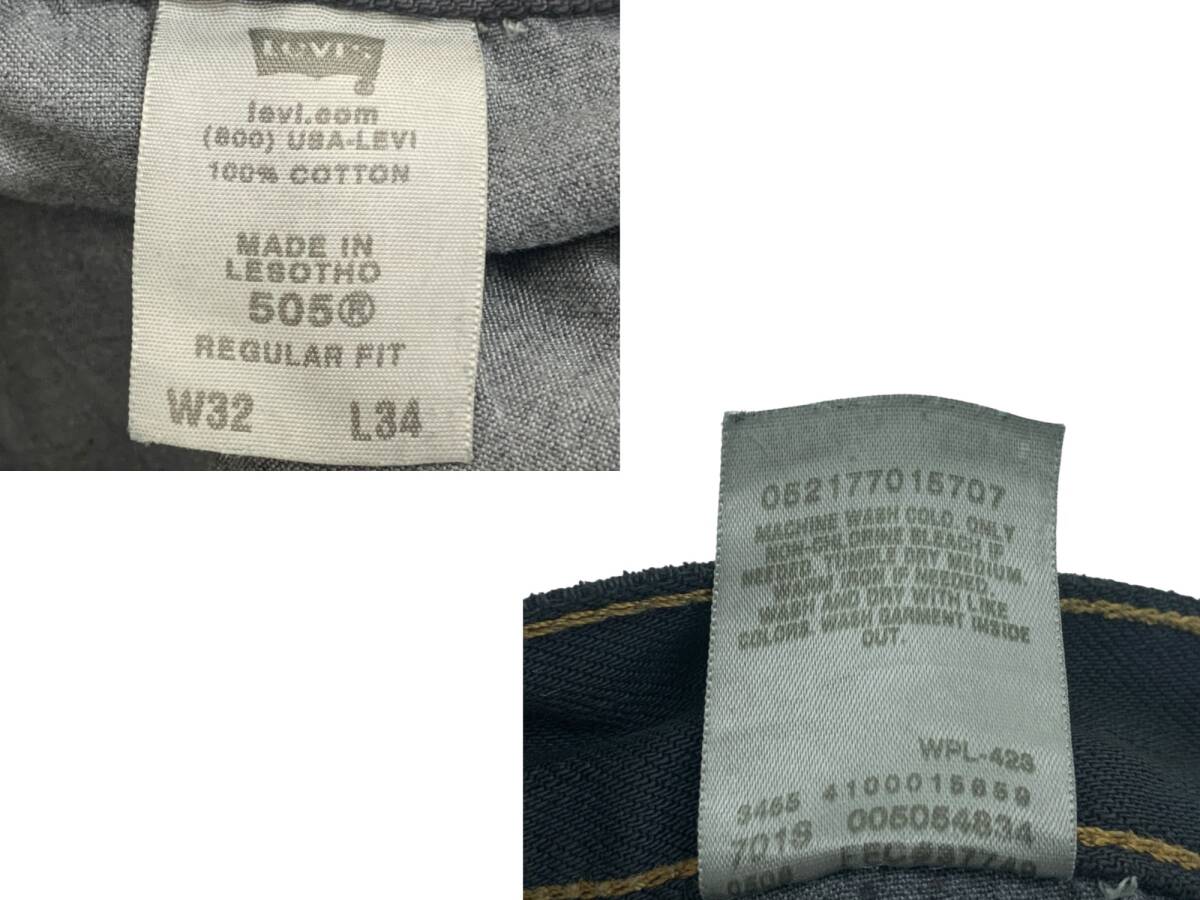 LEVI'S
®
levi.com
(800) USA-LEVI
100% COTTON
MADE IN
LESOTHO
505®
REGULAR FIT
W32 L34
052177015707
MACHINE WASH COLD. ONLY
NON-CHLORINE BLEACH IF
NEEDED. TUMBLE DRY MEDIUM.
WARM IRON IF NEEDED.
WASH AND DRY WITH LIKE
COLORS. WASH GARMENT INSIDE
OUT.
WPL-423
3465 4100015659
7018 005054834